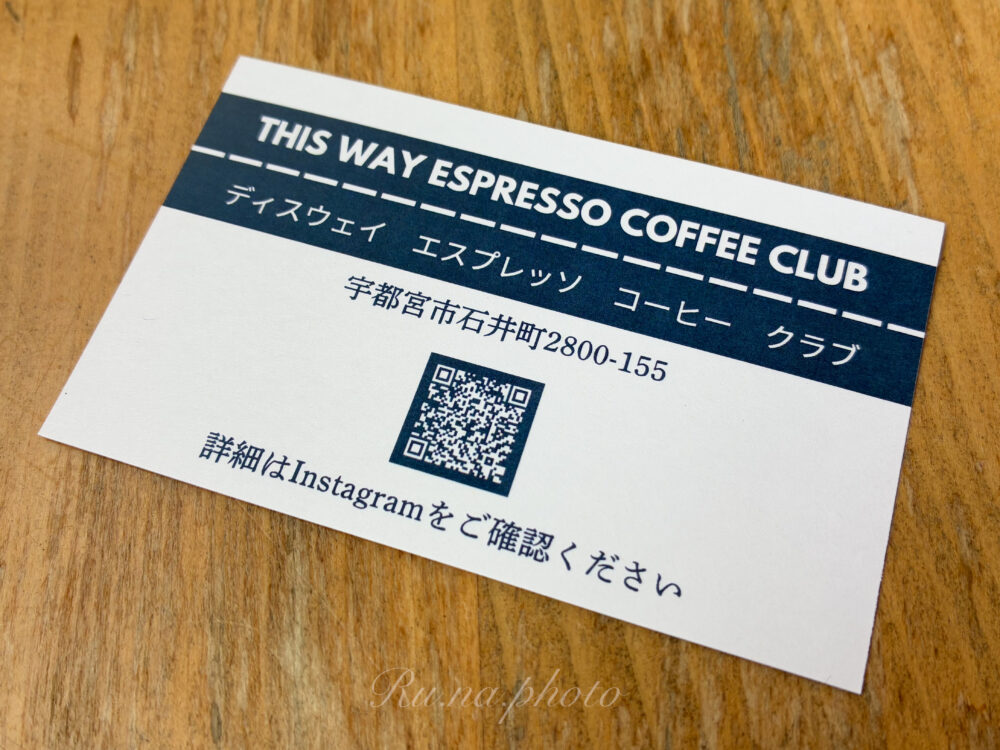 THIS WAY ESPRESSO COFFEE CLUB
ディスウェイ エスプレッソ コーヒー クラブ
宇都宮市石井町2800-155
詳細はInstagramをご確認ください
Ru.na.photo